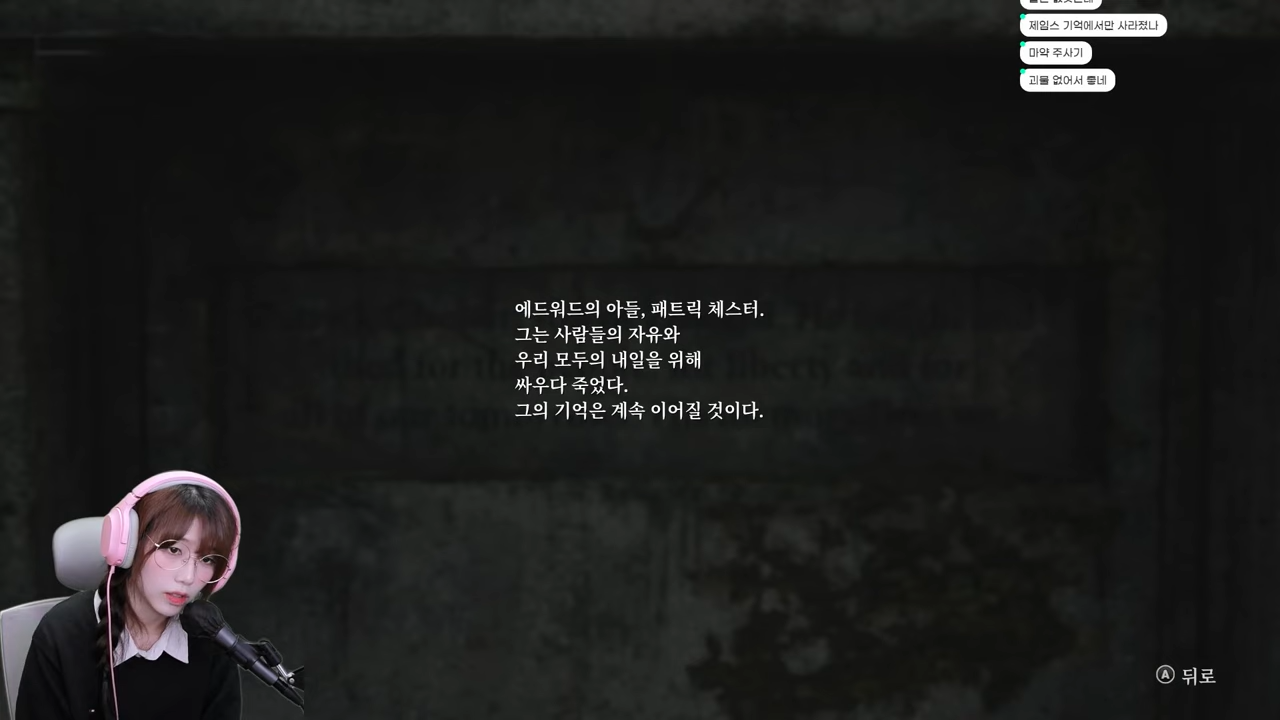 제임스 기억에서만 사라졌나
마약 주사기
괴물 없어서 좋네
에드워드의 아들, 패트릭 체스터.
그는 사람들의 자유와
우리 모두의 내일을 위해
싸우다 죽었다.
그의 기억은 계속 이어질 것이다.
A 뒤로